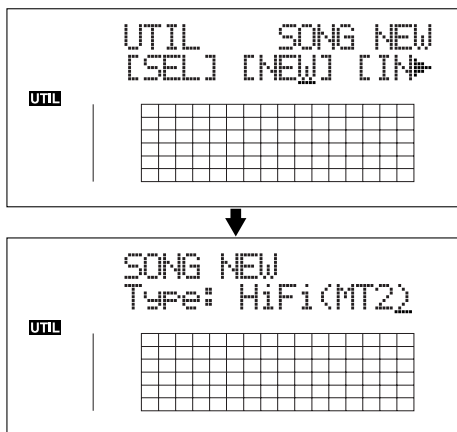 UTIL SONG NEW
[SEL] [NEW] [IN
UTIL
SONG NEW
Type: HiFi(MT2)
UTIL